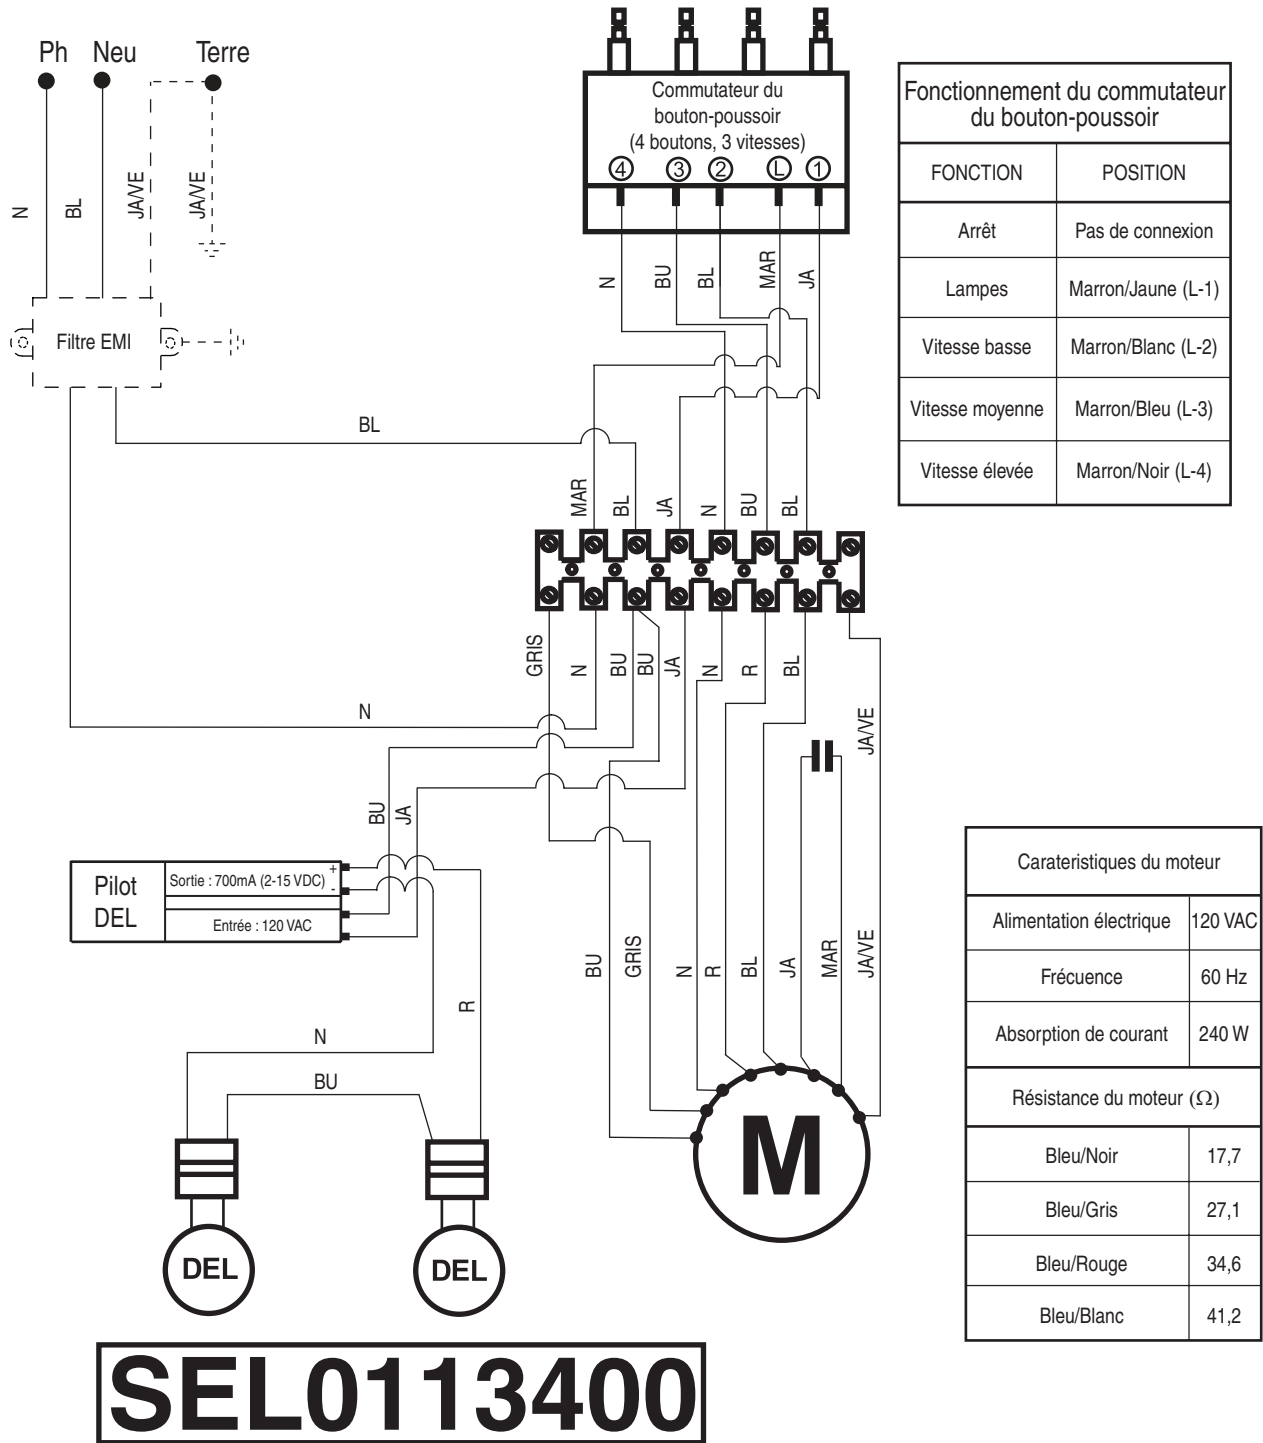 Ph Neu Terre
N BL JA/VE JA/VE
Filtre EMI
Commutateur du
bouton-poussoir
(4 boutons, 3 vitesses)
4 3 2 L 1
N BU BL MAR JA
Fonctionnement du commutateur
du bouton-poussoir
FONCTION POSITION
Arrêt Pas de connexion
Lampes Marron/Jaune (L-1)
Vitesse basse Marron/Blanc (L-2)
Vitesse moyenne Marron/Bleu (L-3)
Vitesse élevée Marron/Noir (L-4)
BL
MAR BL JA N BU BL
GRIS N BU BU JA N R BL
N
JA/VE
BU JA
Pilot
DEL
Sortie : 700mA (2-15 VDC)
+
-
Entrée : 120 VAC
BU GRIS N R BL JA MAR JA/VE
R
N
BU
M
DEL DEL
Carateristiques du moteur
Alimentation électrique 120 VAC
Frécuence 60 Hz
Absorption de courant 240 W
Résistance du moteur (Ω)
Bleu/Noir 17,7
Bleu/Gris 27,1
Bleu/Rouge 34,6
Bleu/Blanc 41,2
SEL0113400